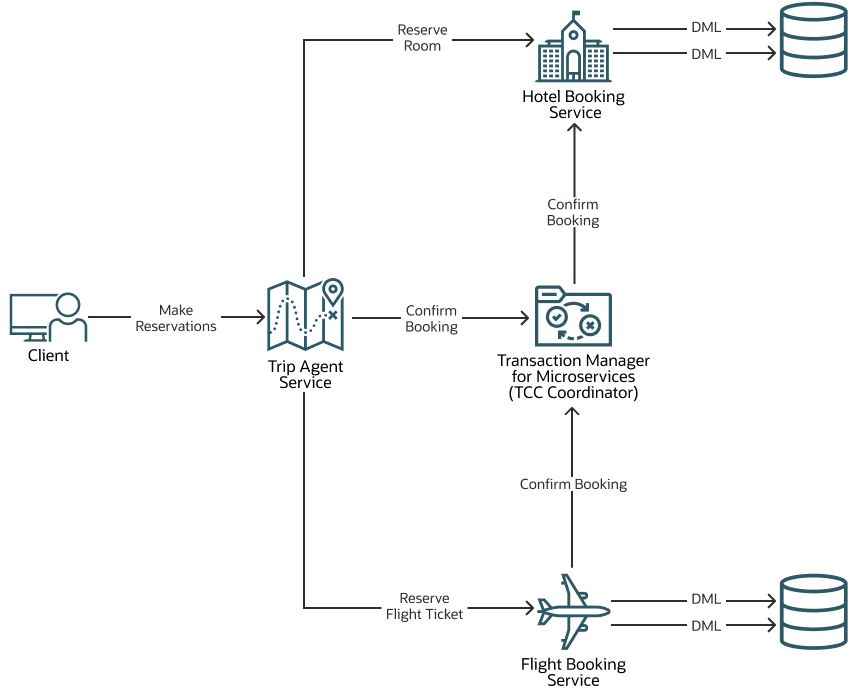 Reserve
Room
DML
DML
Hotel Booking
Service
Confirm
Booking
Make
Reservations
Confirm
Booking
Client
Trip Agent
Service
Transaction Manager
for Microservices
(TCC Coordinator)
Confirm Booking
Reserve
Flight Ticket
DML
DML
Flight Booking
Service